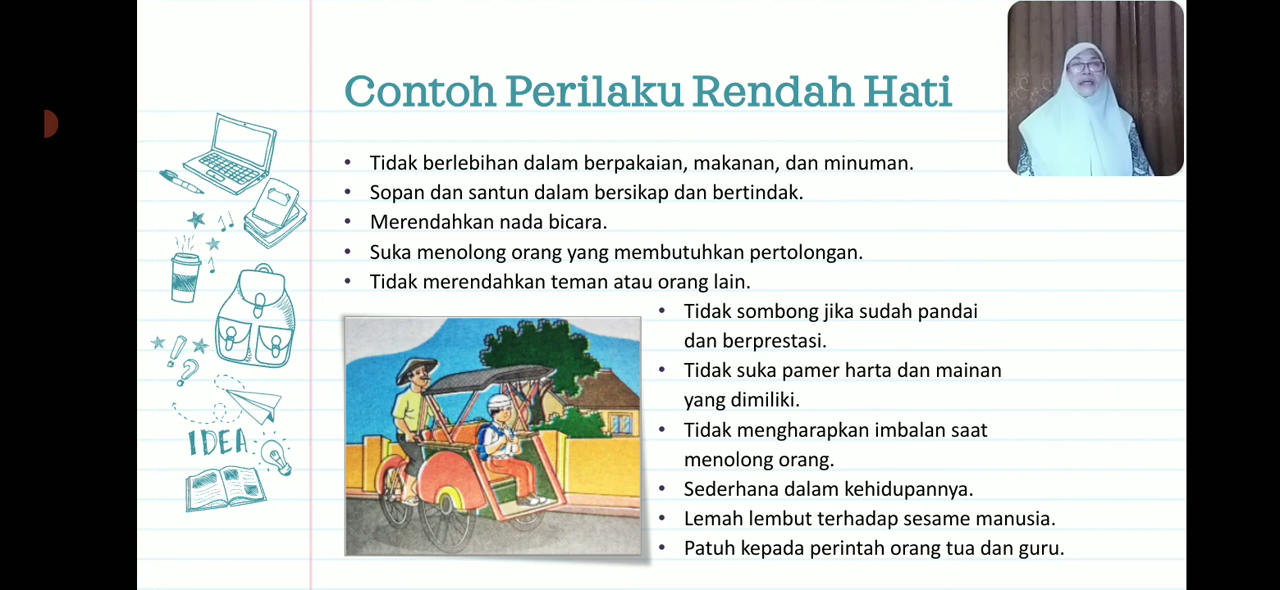 Contoh Perilaku Rendah Hati
• Tidak berlebihan dalam berpakaian, makanan, dan minuman.
• Sopan dan santun dalam bersikap dan bertindak.
• Merendahkan nada bicara.
• Suka menolong orang yang membutuhkan pertolongan.
• Tidak merendahkan teman atau orang lain.
• Tidak sombong jika sudah pandai
dan berprestasi.
• Tidak suka pamer harta dan mainan
yang dimiliki.
• Tidak mengharapkan imbalan saat
menolong orang.
• Sederhana dalam kehidupannya.
• Lemah lembut terhadap sesame manusia.
• Patuh kepada perintah orang tua dan guru.
!!
??
IDEA